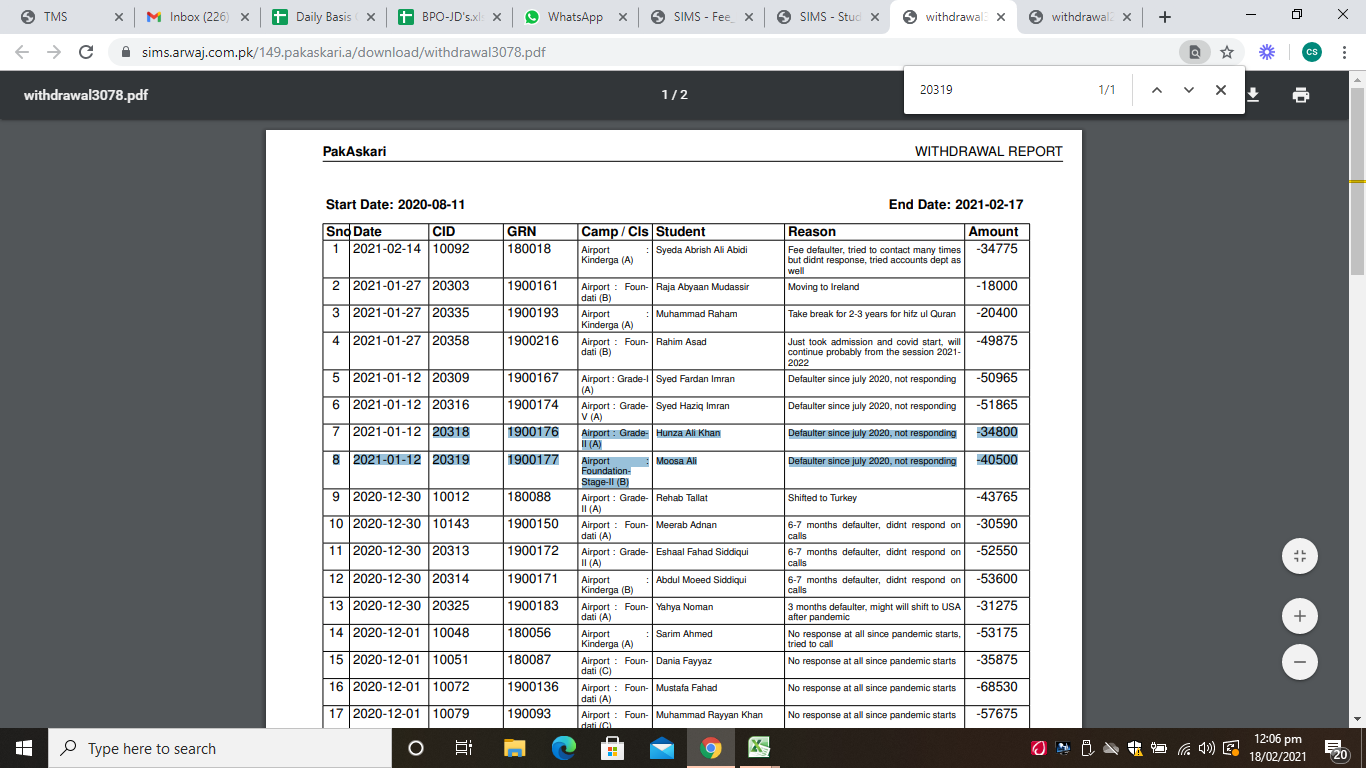 TMS
Inbox (226)
Daily Basis
BPO-JD's.xl
WhatsApp
SIMS - Fee_
SIMS - Stud
withdrawal3
withdrawal2
sims.arwaj.com.pk/149.pakaskari.a/download/withdrawal3078.pdf
CS
withdrawal3078.pdf
1 / 2
20319
1/1
PakAskari
WITHDRAWAL REPORT
Start Date: 2020-08-11
End Date: 2021-02-17
Sno Date CID GRN Camp / Cls Student Reason Amount
1 2021-02-14 10092 180018 Airport : Syeda Abrish Ali Abidi Fee defaulter, tried to contact many times -34775
Kinderga (A) but didnt response, tried accounts dept as
well
2 2021-01-27 20303 1900161 Airport : Foun- Raja Abyaan Mudassir Moving to Ireland -18000
dati (B)
3 2021-01-27 20335 1900193 Airport : Muhammad Raham Take break for 2-3 years for hifz ul Quran -20400
Kinderga (A)
4 2021-01-27 20358 1900216 Airport : Foun- Rahim Asad Just took admission and covid start, will -49875
dati (B) continue probably from the session 2021-
2022
5 2021-01-12 20309 1900167 Airport : Grade-I Syed Fardan Imran Defaulter since july 2020, not responding -50965
(A)
6 2021-01-12 20316 1900174 Airport : Grade- Syed Haziq Imran Defaulter since july 2020, not responding -51865
V (A)
7 2021-01-12 20318 1900176 Airport : Grade- Hunza Ali Khan Defaulter since july 2020, not responding -34800
II (A)
8 2021-01-12 20319 1900177 Airport : Moosa Ali Defaulter since july 2020, not responding -40500
Foundation-
Stage-II (B)
9 2020-12-30 10012 180088 Airport : Grade- Rehab Tallat Shifted to Turkey -43765
II (A)
10 2020-12-30 10143 1900150 Airport : Foun- Meerab Adnan 6-7 months defaulter, didnt respond on -30590
dati (A) calls
11 2020-12-30 20313 1900172 Airport : Grade- Eshaal Fahad Siddiqui 6-7 months defaulter, didnt respond on -52550
II (A) calls
12 2020-12-30 20314 1900171 Airport : Abdul Moeed Siddiqui 6-7 months defaulter, didnt respond on -53600
Kinderga (B) calls
13 2020-12-30 20325 1900183 Airport : Foun- Yahya Noman 3 months defaulter, might will shift to USA -31275
dati (A) after pandemic
14 2020-12-01 10048 180056 Airport : Sarim Ahmed No response at all since pandemic starts, -53175
Kinderga (A) tried to call
15 2020-12-01 10051 180087 Airport : Foun- Dania Fayyaz No response at all since pandemic starts -35875
dati (C)
16 2020-12-01 10072 1900136 Airport : Foun- Mustafa Fahad No response at all since pandemic starts -68530
dati (A)
17 2020-12-01 10079 190093 Airport : Foun- Muhammad Rayyan Khan No response at all since pandemic starts -57675
dati (C)
Type here to search
12:06 pm
18/02/2021
20